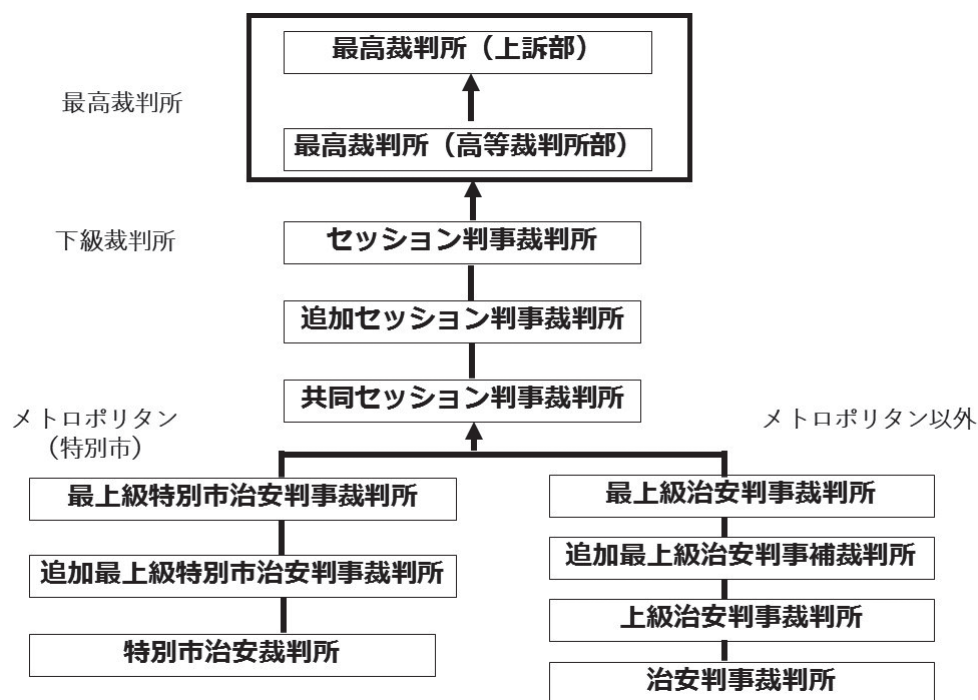 最高裁判所（上訴部）
最高裁判所
最高裁判所（高等裁判所部）
下級裁判所
セッション判事裁判所
追加セッション判事裁判所
共同セッション判事裁判所
メトロポリタン
（特別市）
メトロポリタン以外
最上級特別市治安判事裁判所
最上級治安判事裁判所
追加最上級特別市治安判事裁判所
追加最上級治安判事補裁判所
上級治安判事裁判所
特別市治安裁判所
治安判事裁判所